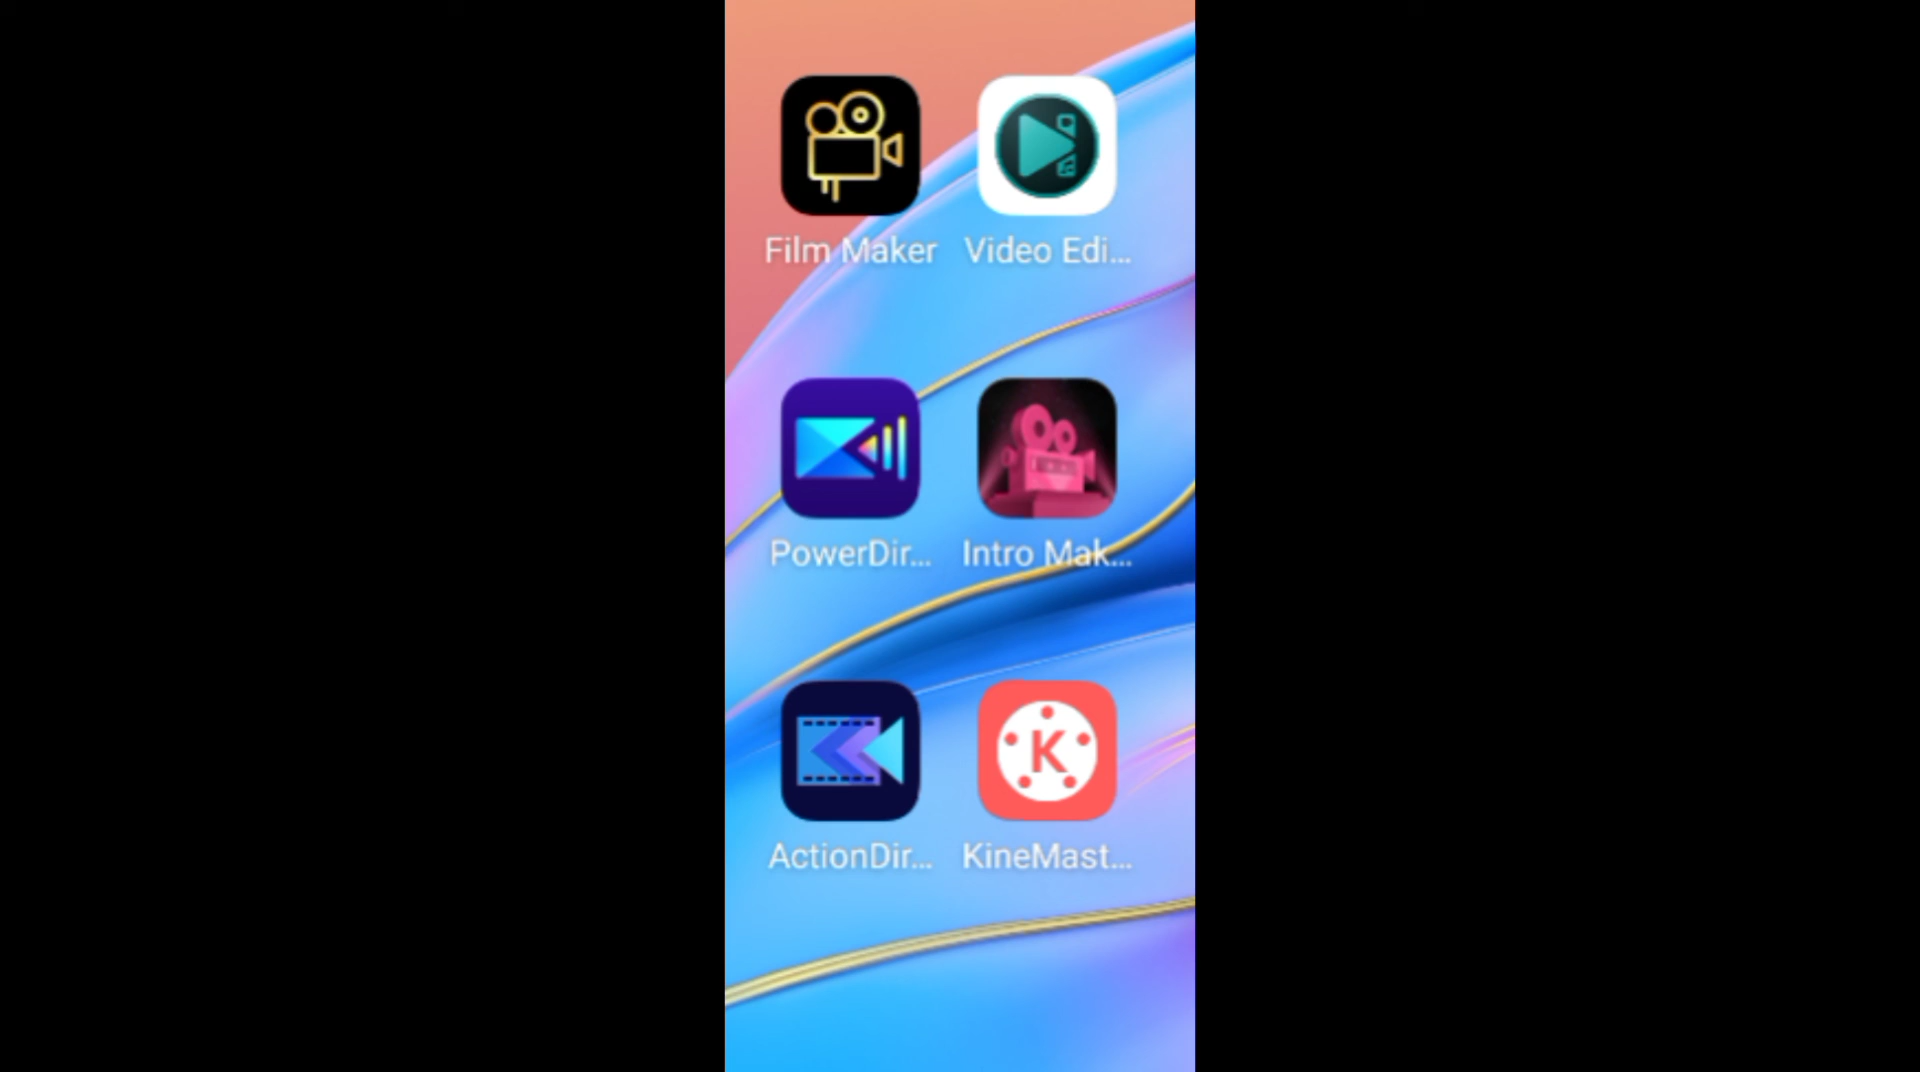 Film Maker
Video Edi...
PowerDir...
Intro Mak...
ActionDir...
K
KineMast...